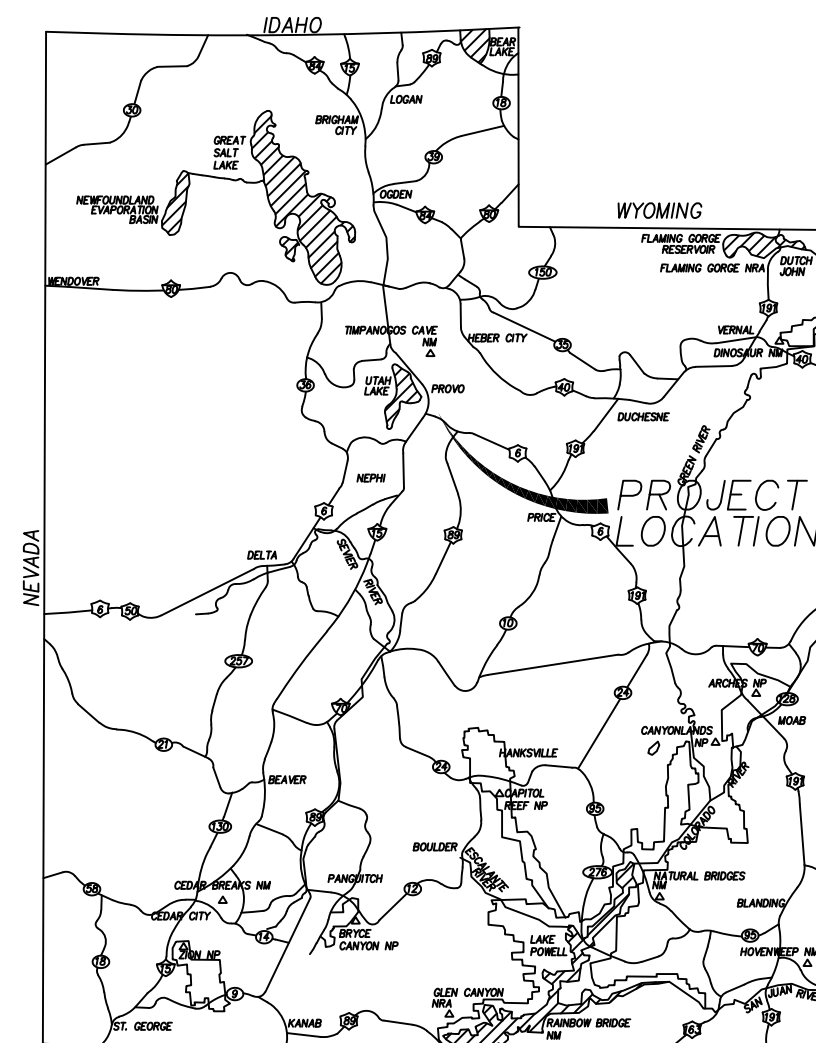 IDAHO
BEAR
LAKE
84
15
89
30
LOGAN
18
BRIGHAM
CITY
GREAT
SALT
LAKE
39
NEWFOUNDLAND
EVAPORATION
BASIN
OGDEN
84
80
WYOMING
FLAMING GORGE
RESERVOIR
FLAMING GORGE NRA
DUTCH
JOHN
150
WENDOVER
80
191
TIMPANOGOS CAVE
NM
HEBER CITY
35
VERNAL
DINOSAUR NM
40
36
UTAH
LAKE
PROVO
40
DUCHESNE
GREEN RIVER
6
191
NEPHI
PROJECT
LOCATION
PRICE
6
6
15
89
NEVADA
DELTA
SEVIER
RIVER
191
6
50
10
257
70
ARCHES NP
24
128
MOAB
70
21
CANYONLANDS
NP
HANKSVILLE
24
BEAVER
RIVER
191
CAPITOL
REEF NP
95
130
89
COLORADO
BOULDER
ESCALANTE
RIVER
276
NATURAL BRIDGES
NM
58
CEDAR BREAKS NM
PANGUITCH
12
BLANDING
CEDAR CITY
14
BRYCE
CANYON NP
95
LAKE
POWELL
ZION NP
HOVENWEEP NM
18
15
9
GLEN CANYON
NRA
SAN JUAN RIVE
ST. GEORGE
KANAB
89
RAINBOW BRIDGE
NM
163
191